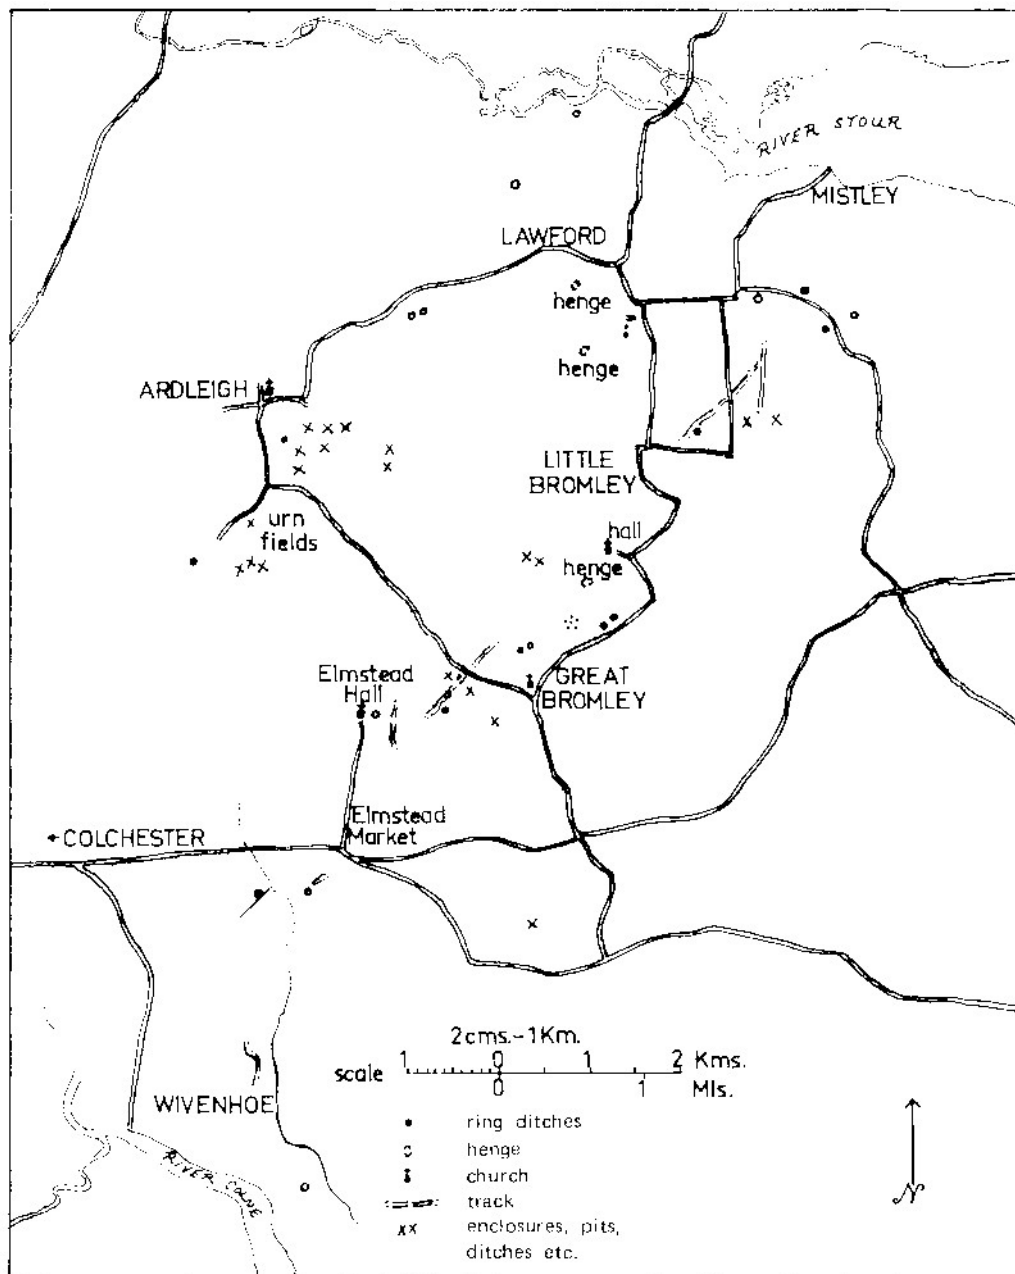 RIVER STOUR
MISTLEY
LAWFORD
henge
henge
ARDLEIGH
LITTLE
BROMLEY
urn
fields
hall
henge
Elmstead
Hall
GREAT
BROMLEY
Elmstead
Market
←COLCHESTER
2cms.-1Km.
1 0 1 2 Kms.
scale
0 1 Mls.
WIVENHOE
RIVER COLNE
ring ditches
henge
church
track
xx enclosures, pits,
ditches etc.
N